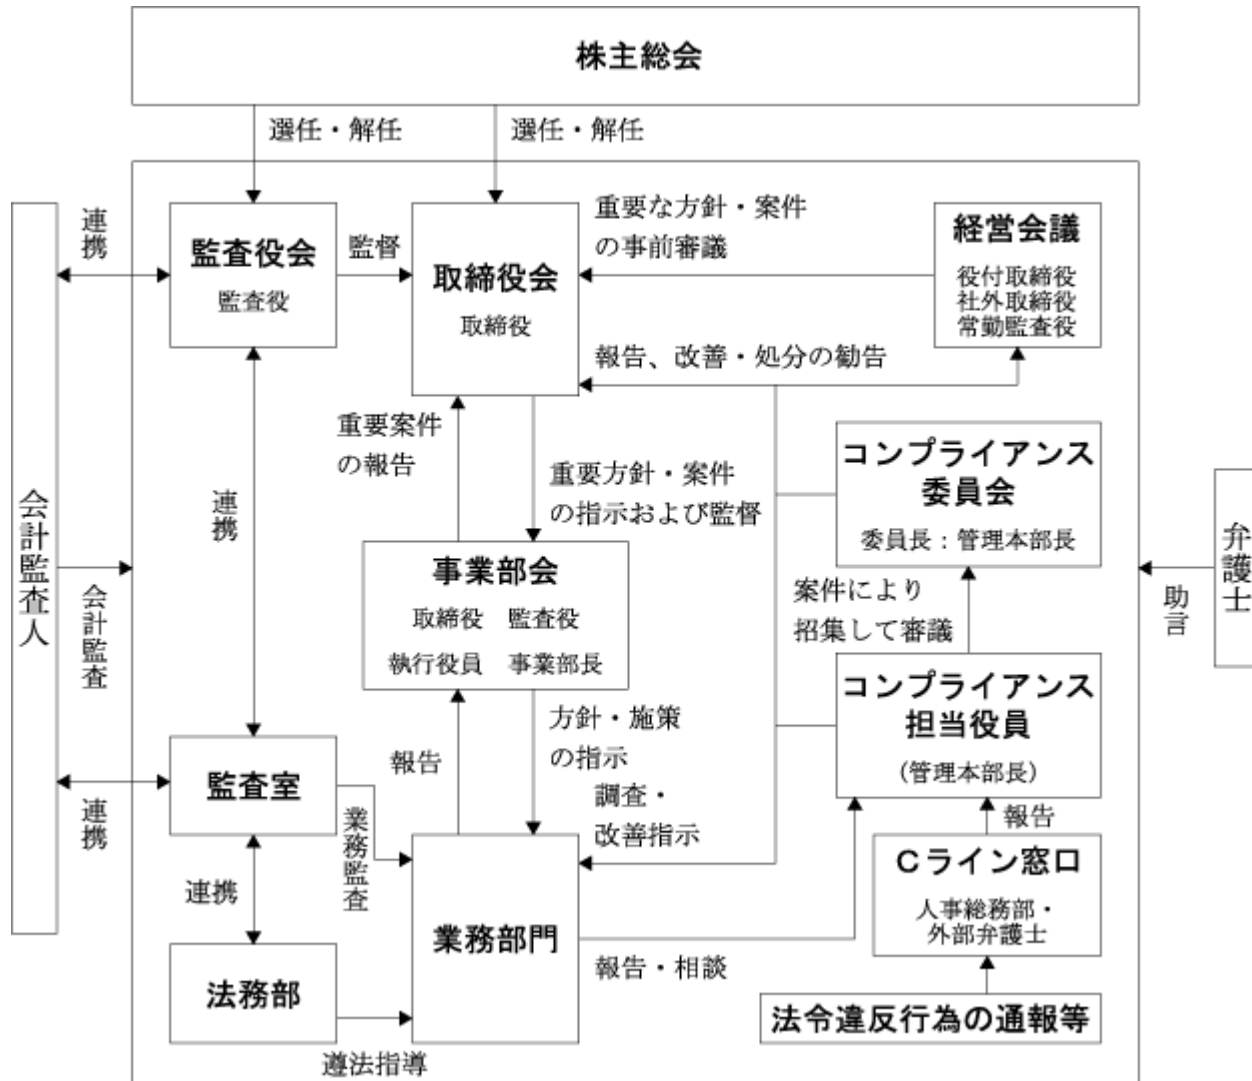 株主総会
選任・解任
選任・解任
連携
監査役会
監査役
監督
取締役会
取締役
重要な方針・案件
の事前審議
経営会議
役付取締役
社外取締役
常勤監査役
報告、改善・処分の勧告
重要案件
の報告
重要方針・案件
の指示および監督
コンプライアンス
委員会
委員長：管理本部長
会計監査人
連携
会計監査
弁護士
助言
事業部会
取締役 監査役
執行役員 事業部長
案件により
招集して審議
コンプライアンス
担当役員
（管理本部長）
方針・施策
の指示
報告
調査・
改善指示
監査室
連携
業務監査
報告
Cライン窓口
人事総務部・
外部弁護士
連携
業務部門
報告・相談
法務部
遵法指導
法令違反行為の通報等